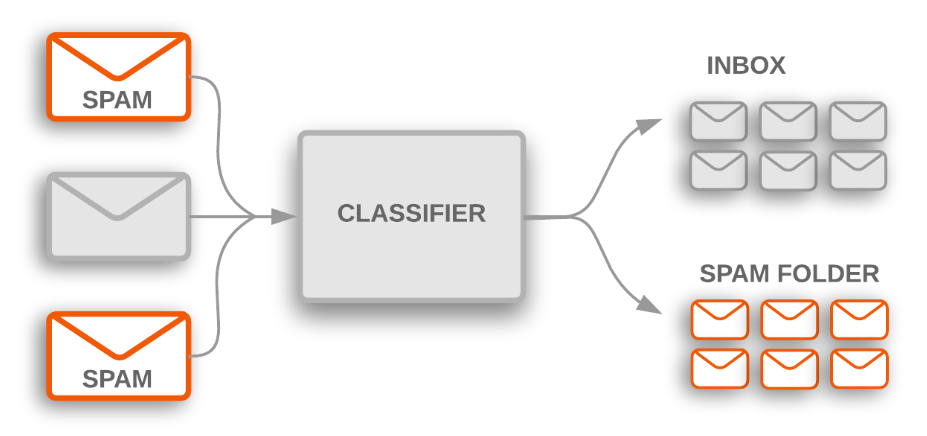 SPAM
SPAM
CLASSIFIER
INBOX
SPAM FOLDER